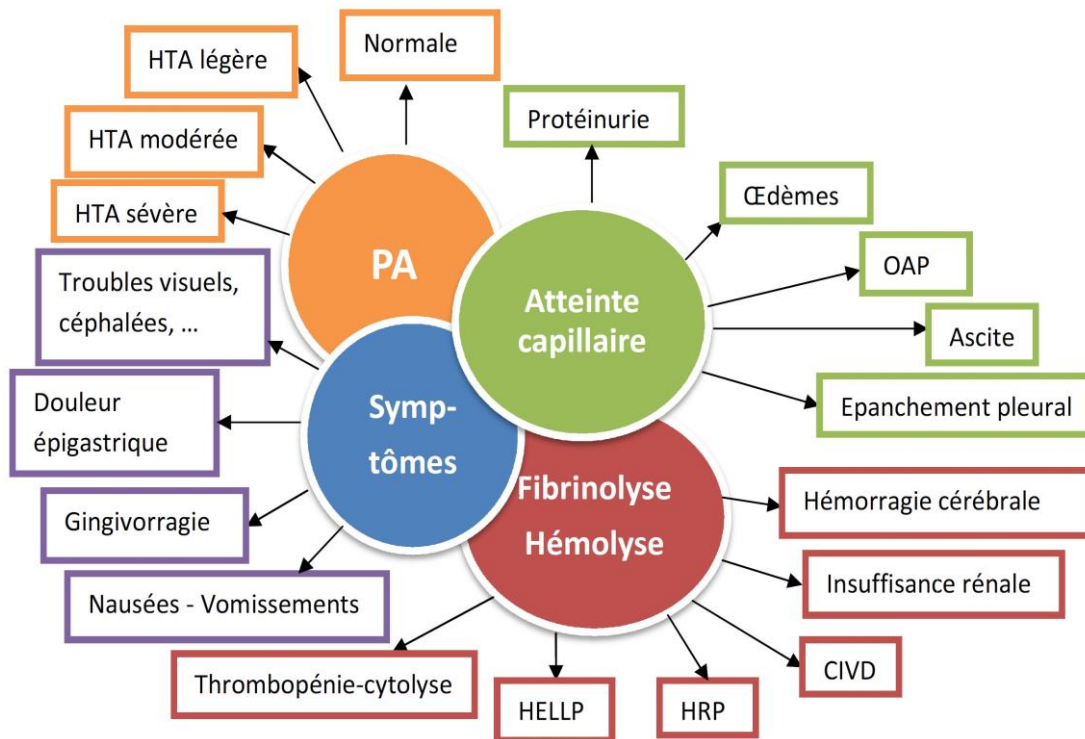 Normale
HTA légère
HTA modérée
HTA sévère
PA
Protéinurie
Œdèmes
OAP
Ascite
Epanchement pleural
Atteinte
capillaire
Troubles visuels,
céphalées, ...
Douleur
épigastrique
Gingivorragie
Nausées - Vomissements
Symp-
tômes
Fibrinolyse
Hémolyse
Hémorragie cérébrale
Insuffisance rénale
CIVD
HRP
HELLP
Thrombopénie-cytolyse